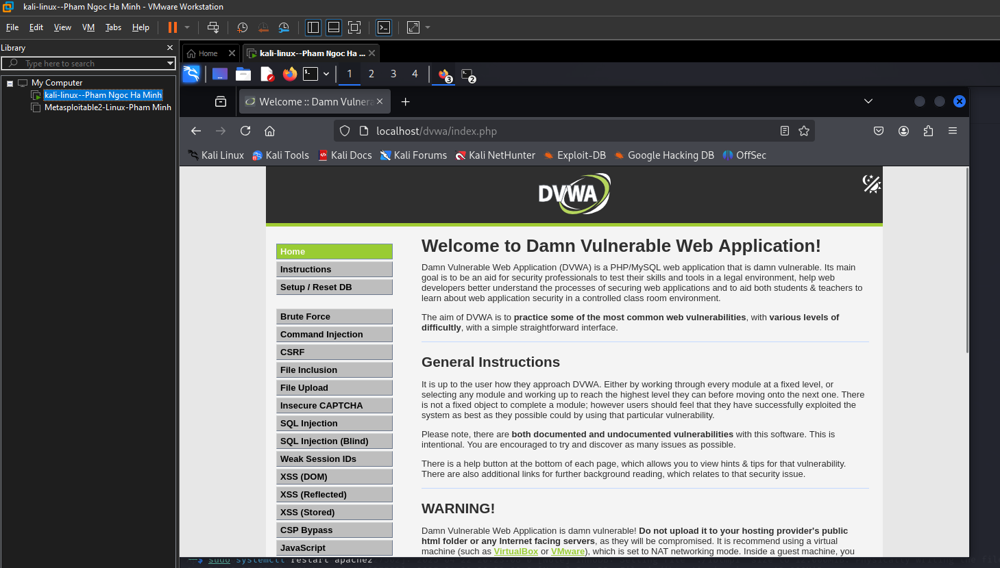 kali-linux--Pham Ngoc Ha Minh - VMware Workstation
File Edit View VM Tabs Help
Library
Type here to search
My Computer
kali-linux--Pham Ngoc Ha Minh
Metasploitable2-Linux-Pham Minh
Home
kali-linux--Pham Ngoc Ha ...
1 2 3 4
3
2
Welcome :: Damn Vulnera
localhost/dvwa/index.php
Kali Linux Kali Tools Kali Docs Kali Forums Kali NetHunter Exploit-DB Google Hacking DB OffSec
DVWA
Home
Instructions
Setup / Reset DB
Brute Force
Command Injection
CSRF
File Inclusion
File Upload
Insecure CAPTCHA
SQL Injection
SQL Injection (Blind)
Weak Session IDs
XSS (DOM)
XSS (Reflected)
XSS (Stored)
CSP Bypass
JavaScript
Welcome to Damn Vulnerable Web Application!
Damn Vulnerable Web Application (DVWA) is a PHP/MySQL web application that is damn vulnerable. Its main
goal is to be an aid for security professionals to test their skills and tools in a legal environment, help web
developers better understand the processes of securing web applications and to aid both students & teachers to
learn about web application security in a controlled class room environment.
The aim of DVWA is to practice some of the most common web vulnerabilities, with various levels of
difficultly, with a simple straightforward interface.
General Instructions
It is up to the user how they approach DVWA. Either by working through every module at a fixed level, or
selecting any module and working up to reach the highest level they can before moving onto the next one. There
is not a fixed object to complete a module; however users should feel that they have successfully exploited the
system as best as they possible could by using that particular vulnerability.
Please note, there are both documented and undocumented vulnerabilities with this software. This is
intentional. You are encouraged to try and discover as many issues as possible.
There is a help button at the bottom of each page, which allows you to view hints & tips for that vulnerability.
There are also additional links for further background reading, which relates to that security issue.
WARNING!
Damn Vulnerable Web Application is damn vulnerable! Do not upload it to your hosting provider's public
html folder or any Internet facing servers, as they will be compromised. It is recommend using a virtual
machine (such as VirtualBox or VMware), which is set to NAT networking mode. Inside a guest machine, you
$ sudo systemctl restart apache2